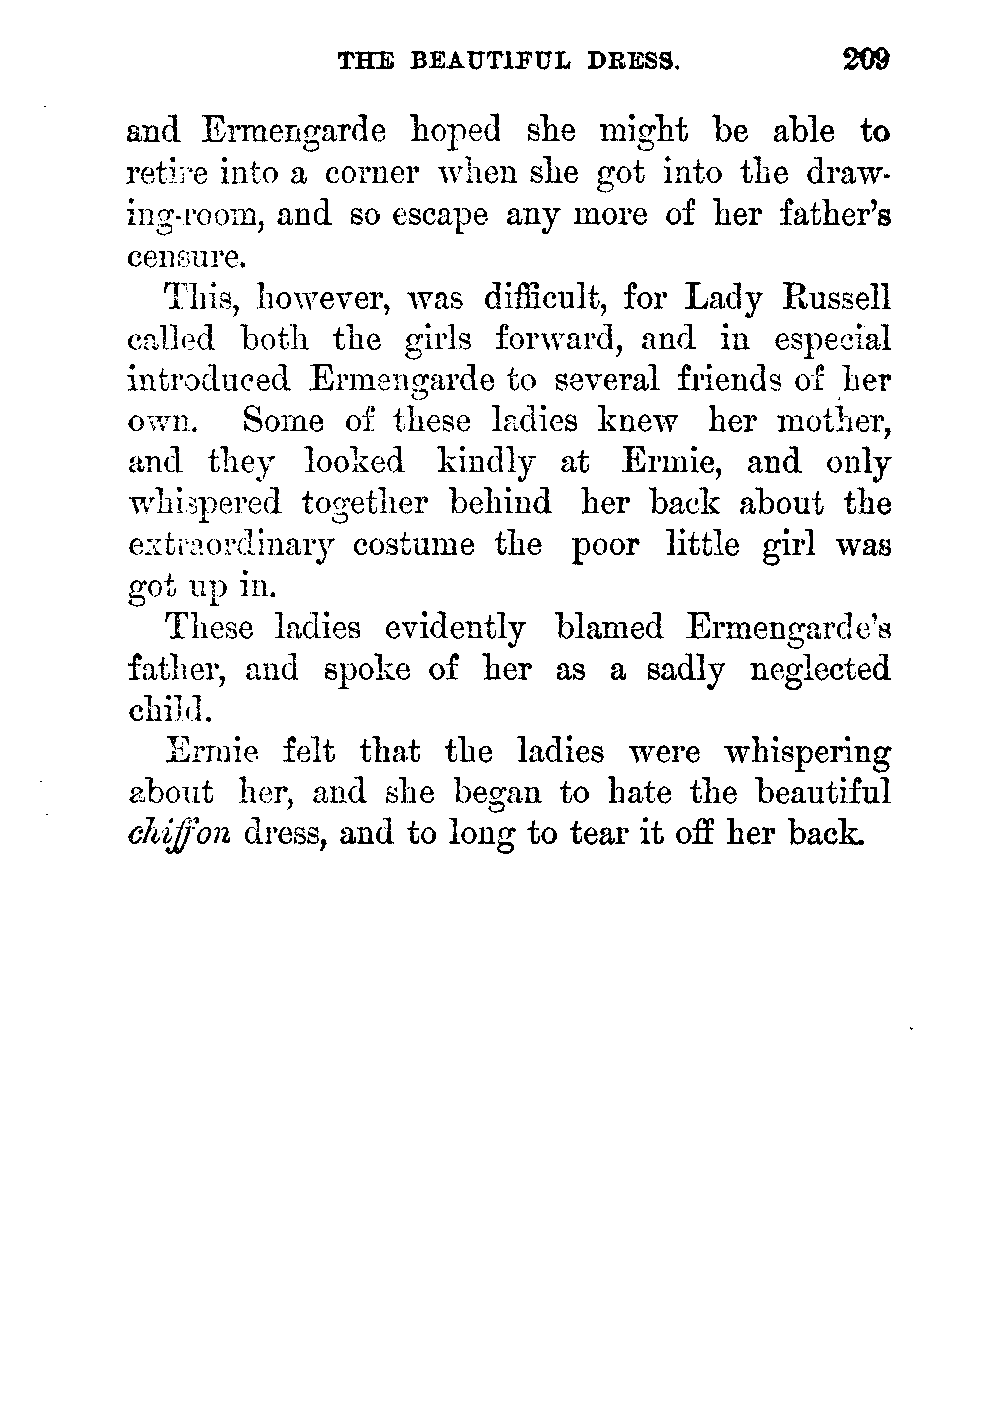 THE BEAUTIFUL DRESS. 209
and Ermengarde hoped she might be able to
retire into a corner when she got into the draw-
ing-room, and so escape any more of her father's
censure.
This, however, was difficult, for Lady Russell
called both the girls forward, and in especial
introduced Ermengarde to several friends of her
own. Some of these ladies knew her mother,
and they looked kindly at Ermie, and only
whispered together behind her back about the
extraordinary costume the poor little girl was
got up in.
These ladies evidently blamed Ermengarde's
father, and spoke of her as a sadly neglected
child.
Ermie felt that the ladies were whispering
about her, and she began to hate the beautiful
chiffon dress, and to long to tear it off her back.